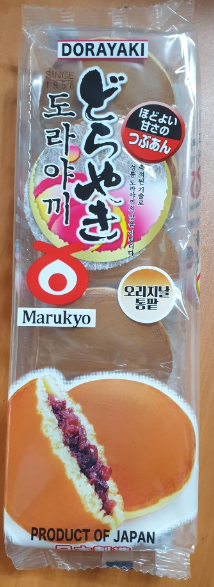 DORAYAKI
SINCE
どらやき
도라야끼
ほどよい
甘さの
つぶあん
Marukyo
오리지날
통팥
PRODUCT OF JAPAN